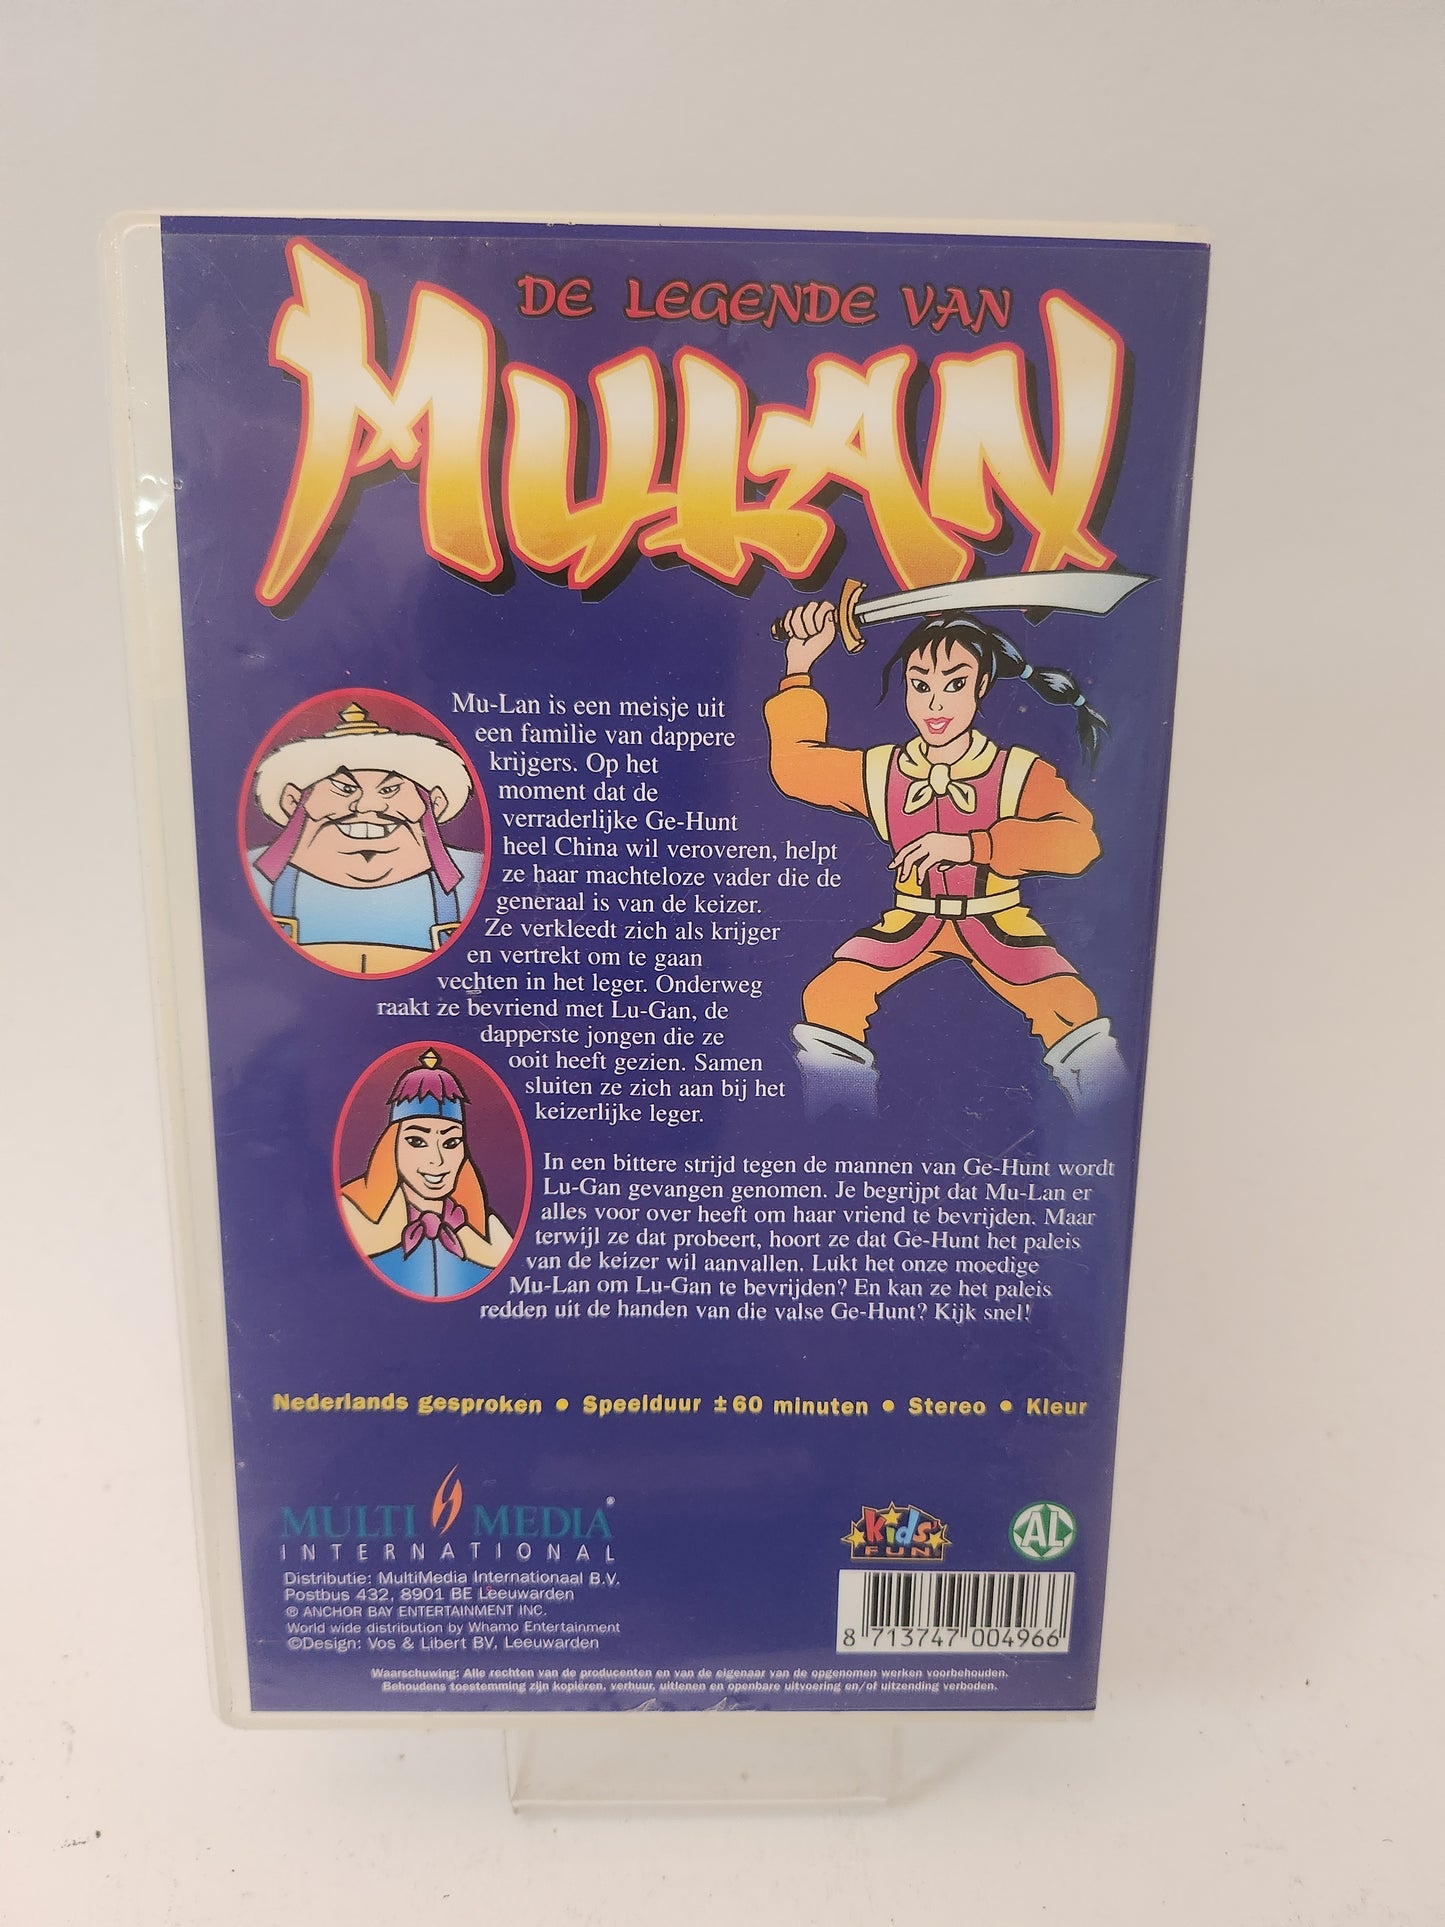 DE LEGENDE VAN
MULAN
Mu-Lan is een meisje uit
een familie van dappere
krijgers. Op het
moment dat de
verraderlijke Ge-Hunt
heel China wil veroveren, helpt
ze haar machteloze vader die de
generaal is van de keizer.
Ze verkleedt zich als krijger
en vertrekt om te gaan
vechten in het leger. Onderweg
raakt ze bevriend met Lu-Gan, de
dapperste jongen die ze
ooit heeft gezien. Samen
sluiten ze zich aan bij het
keizerlijke leger.
In een bittere strijd tegen de mannen van Ge-Hunt wordt
Lu-Gan gevangen genomen. Je begrijpt dat Mu-Lan er
alles voor over heeft om haar vriend te bevrijden. Maar
terwijl ze dat probeert, hoort ze dat Ge-Hunt het paleis
van de keizer wil aanvallen. Lukt het onze moedige
Mu-Lan om Lu-Gan te bevrijden? En kan ze het paleis
redden uit de handen van die valse Ge-Hunt? Kijk snel!
Nederlands gesproken • Speelduur ±60 minuten • Stereo • Kleur
MULTI MEDIA®
INTERNATIONAL
Distributie: MultiMedia Internationaal B.V.
Postbus 432, 8901 BE Leeuwarden
® ANCHOR BAY ENTERTAINMENT INC.
World wide distribution by Whamo Entertainment
©Design: Vos & Libert BV, Leeuwarden
Kids'
FUN
AL
8 713747 004966
Waarschuwing: Alle rechten van de producenten en van de eigenaar van de opgenomen werken voorbehouden.
Behoudens toestemming zijn kopiëren, verhuur, uitlenen en openbare uitvoering en/of uitzending verboden.